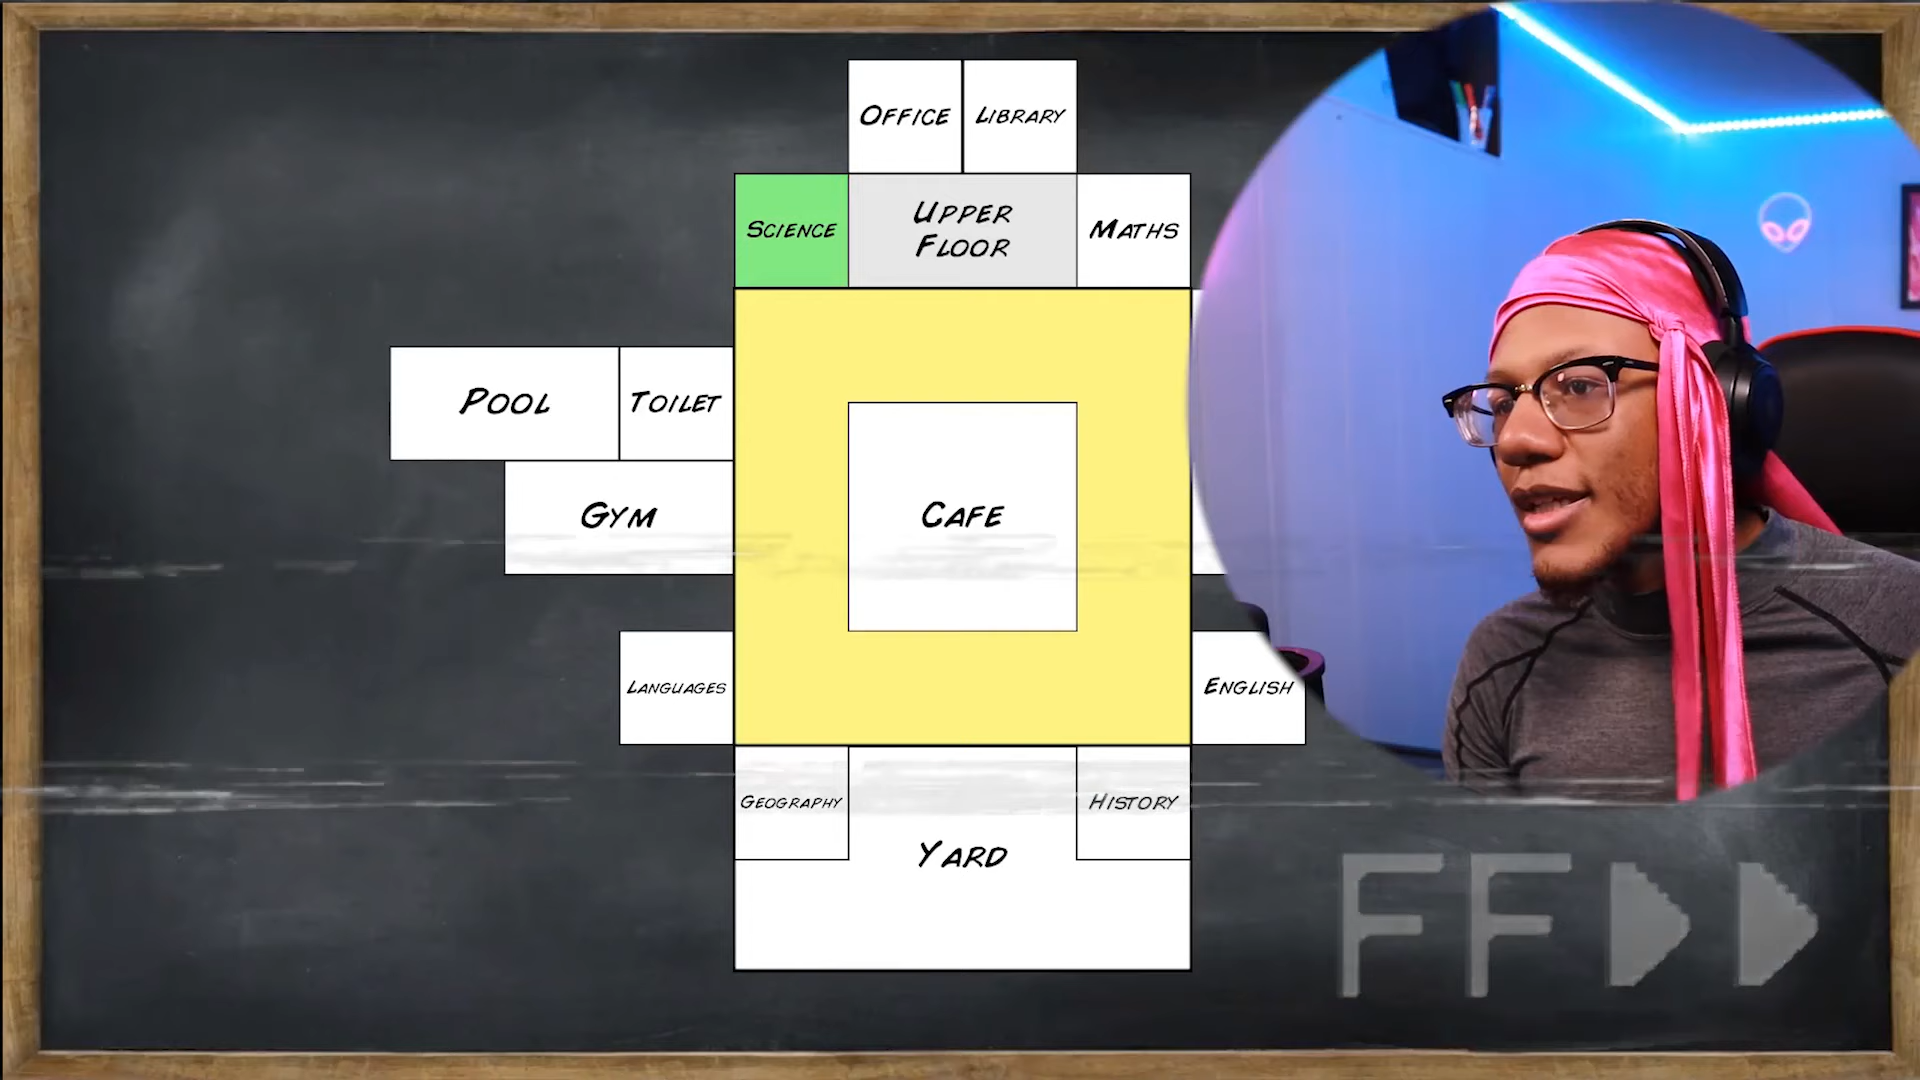 OFFICE
LIBRARY
SCIENCE
UPPER
FLOOR
MATHS
POOL
TOILET
GYM
CAFE
LANGUAGES
ENGLISH
GEOGRAPHY
HISTORY
YARD
FF